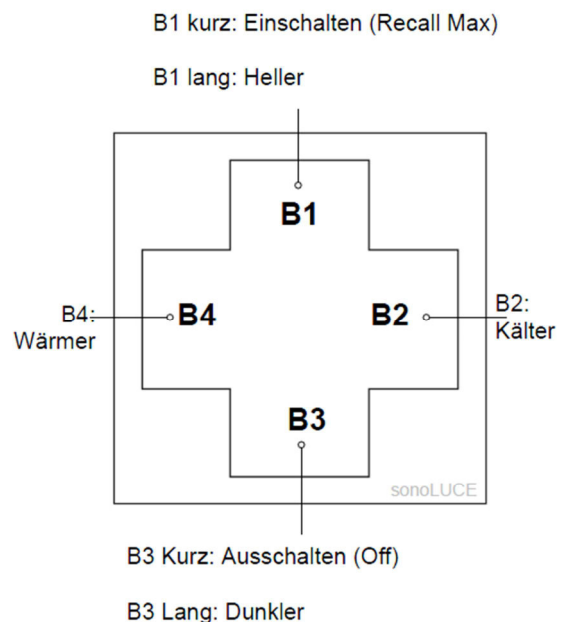 B1 kurz: Einschalten (Recall Max)
B1 lang: Heller
B1
B4:
Wärmer
B4
B2
B2:
Kälter
B3
sonoLUCE
B3 Kurz: Ausschalten (Off)
B3 Lang: Dunkler